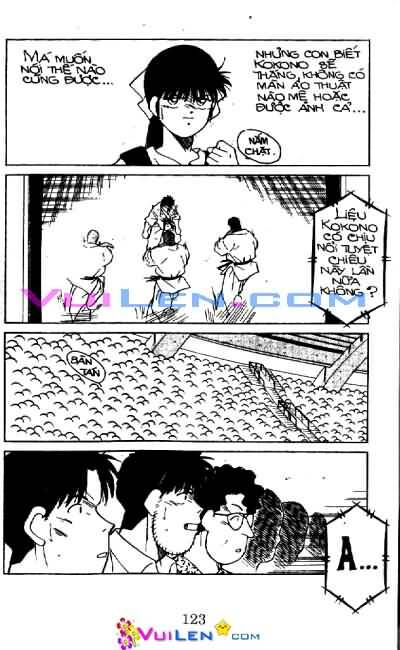 MÁ MUỐN
NÓI THẾ NÀO
CŨNG ĐƯỢC...
NHƯNG CON BIẾT
KOKONO SẼ
THẮNG, KHÔNG CÓ
MÀN ẢO THUẬT
NÀO MÊ HOẶC
ĐƯỢC ẢNH CẢ...
NẮM
CHẶT.
LIỆU
KOKONO
CÓ CHỊU
NỔI TUYỆT
CHIÊU
NÀY LẦN
NỮA
KHÔNG?
VUILEN.COM
BÀN
TÁN
A...
123
VUILEN.COM